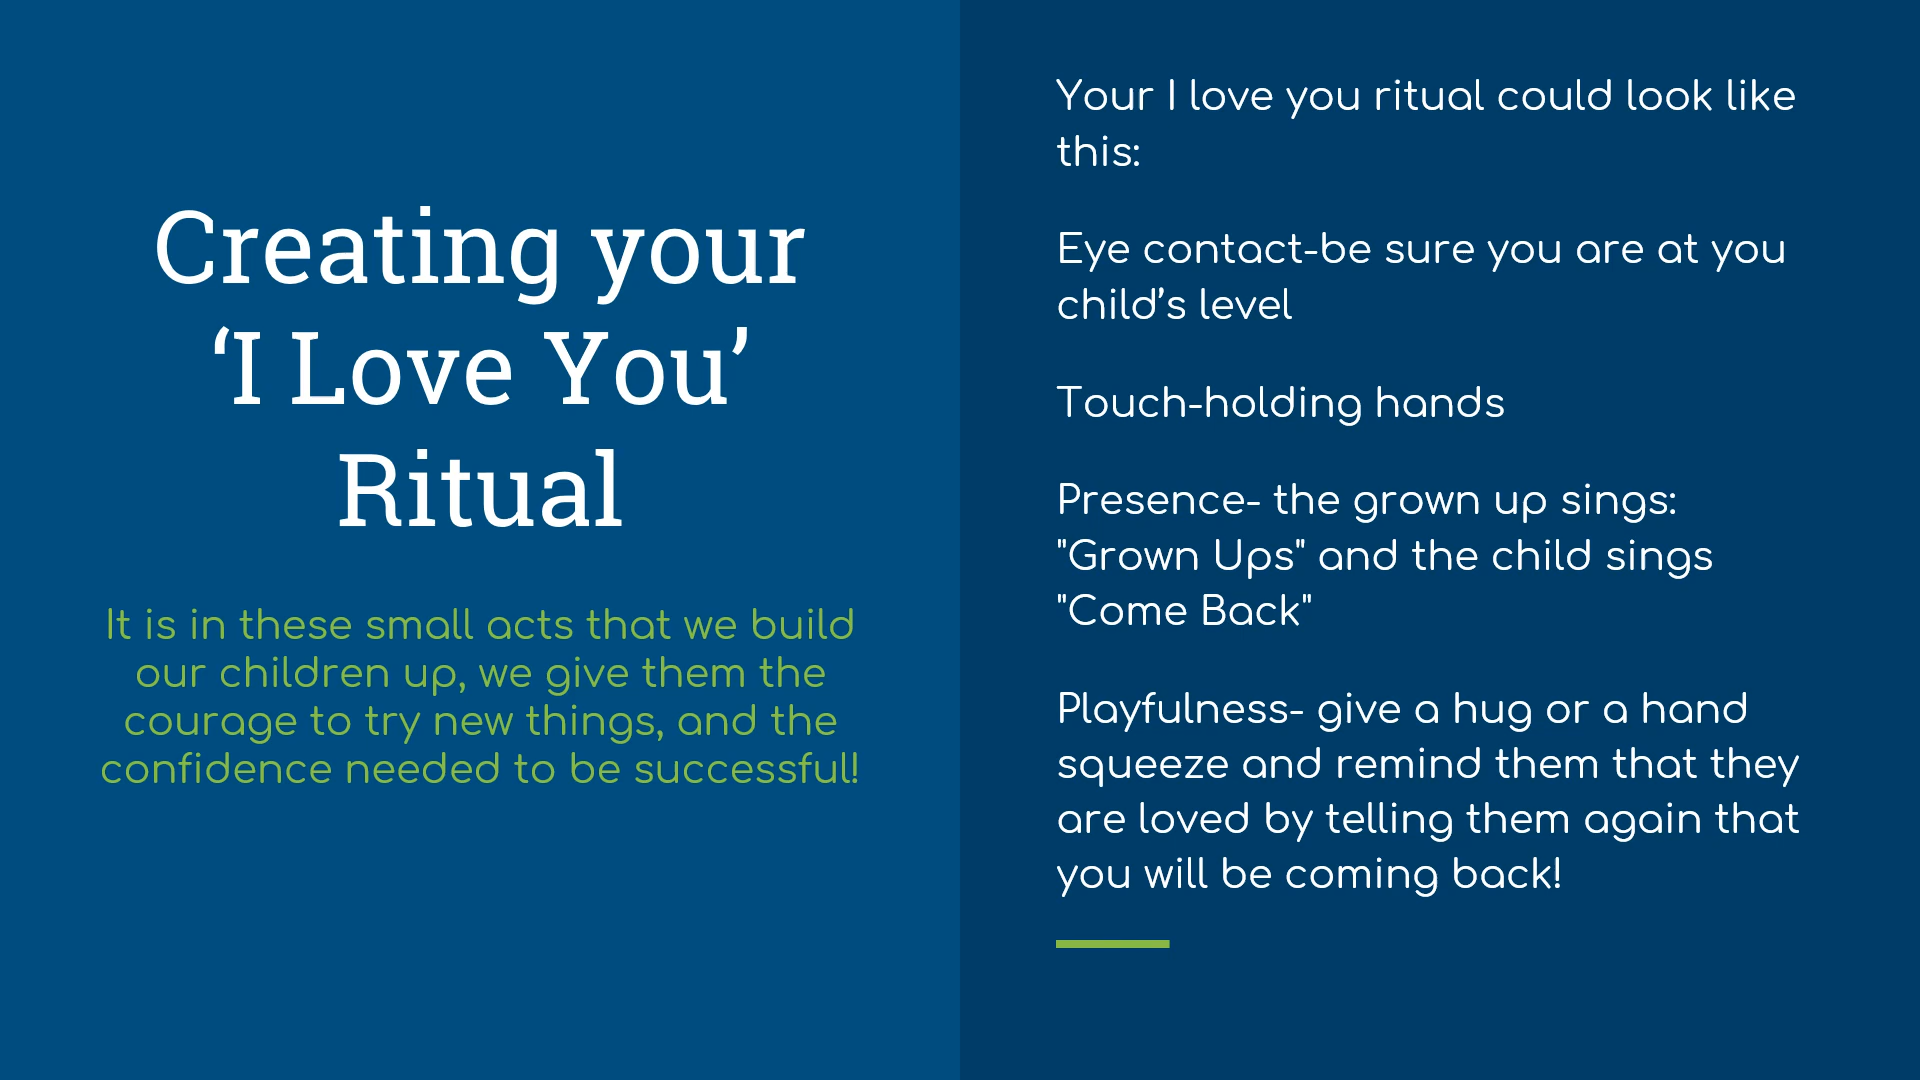 Creating your
‘I Love You’
Ritual
It is in these small acts that we build
our children up, we give them the
courage to try new things, and the
confidence needed to be successful!
Your I love you ritual could look like
this:
Eye contact-be sure you are at you
child’s level
Touch-holding hands
Presence- the grown up sings:
"Grown Ups" and the child sings
"Come Back"
Playfulness- give a hug or a hand
squeeze and remind them that they
are loved by telling them again that
you will be coming back!